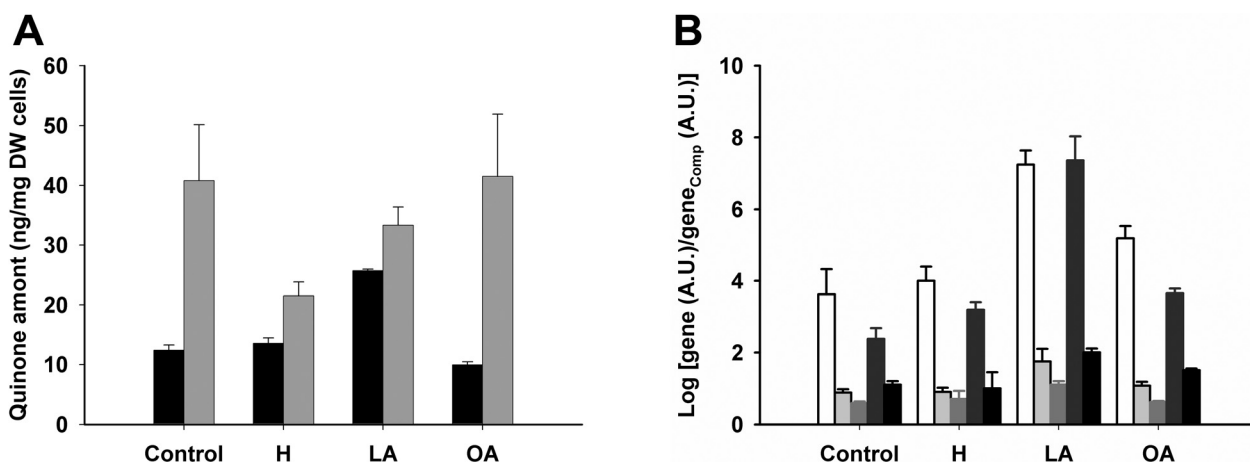 A
Quinone amont (ng/mg DW cells)
60
50
40
30
20
10
0
Control H LA OA
B
Log [gene (A.U.)/gene_Comp (A.U.)]
10
8
6
4
2
0
Control H LA OA